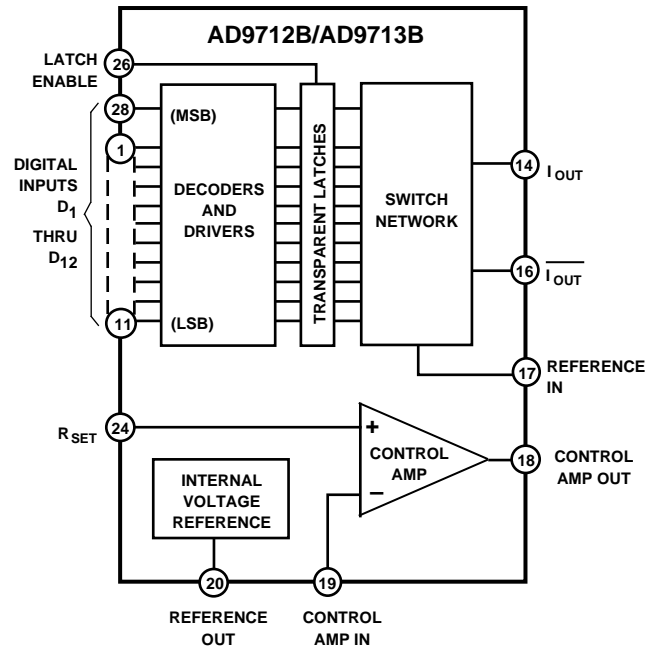 AD9712B/AD9713B
LATCH
ENABLE
26
28
(MSB)
1
DIGITAL
INPUTS
D1
THRU
D12
DECODERS
AND
DRIVERS
TRANSPARENT LATCHES
SWITCH
NETWORK
14
I OUT
16
I OUT
11
(LSB)
17
REFERENCE
IN
24
RSET
+
CONTROL
AMP
–
18
CONTROL
AMP OUT
INTERNAL
VOLTAGE
REFERENCE
20
19
REFERENCE
OUT
CONTROL
AMP IN